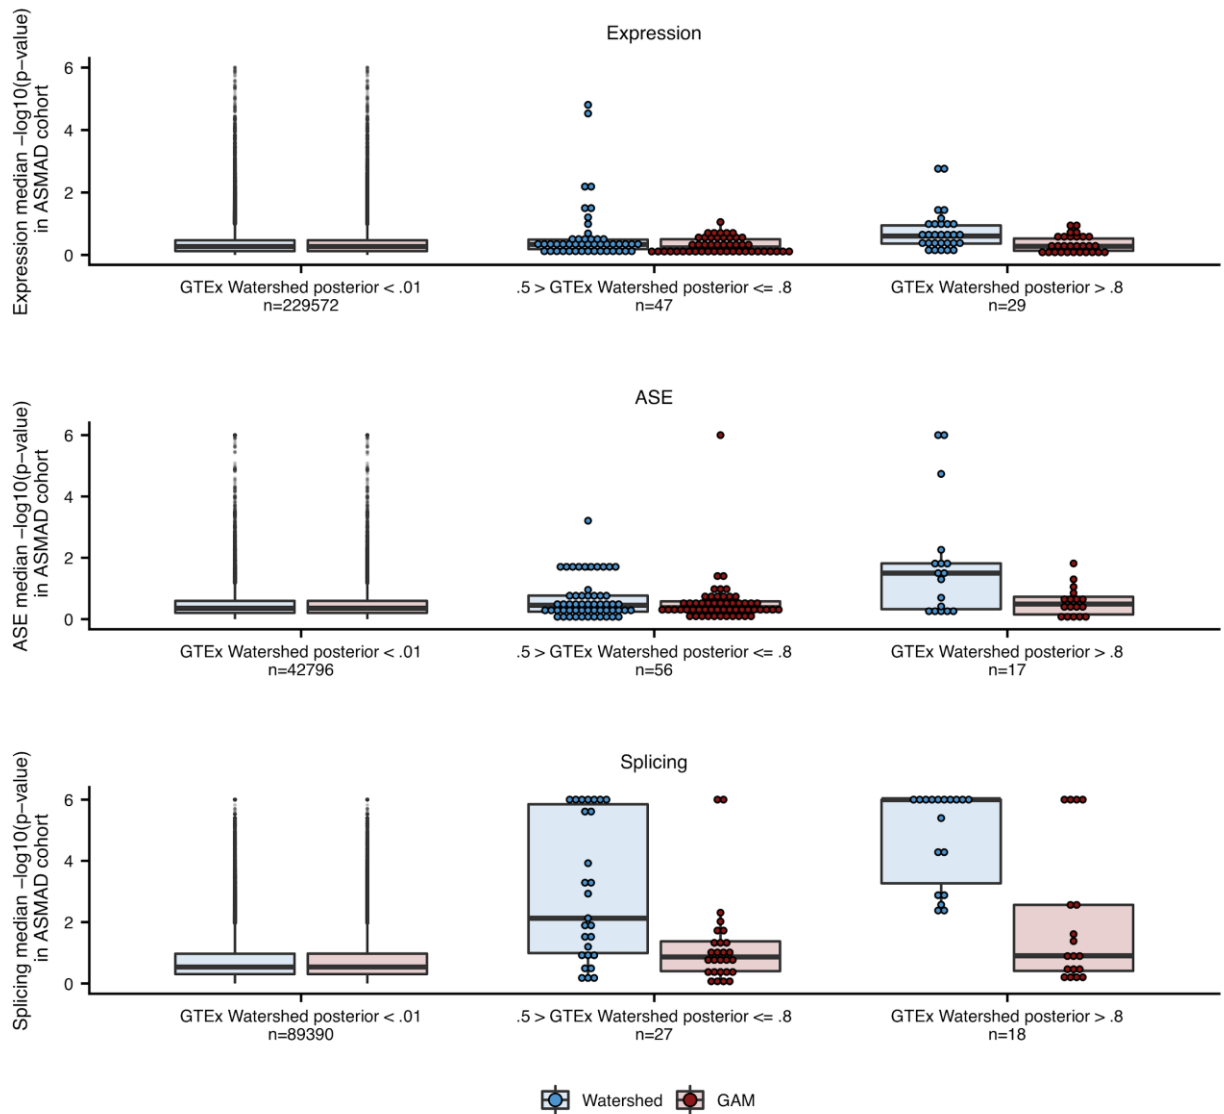 Expression
Expression median −log10(p−value)
in ASMAD cohort
6
4
2
0
GTEx Watershed posterior < .01
n=229572
.5 > GTEx Watershed posterior <= .8
n=47
GTEx Watershed posterior > .8
n=29
ASE
ASE median −log10(p−value)
in ASMAD cohort
6
4
2
0
GTEx Watershed posterior < .01
n=42796
.5 > GTEx Watershed posterior <= .8
n=56
GTEx Watershed posterior > .8
n=17
Splicing
Splicing median −log10(p−value)
in ASMAD cohort
6
4
2
0
GTEx Watershed posterior < .01
n=89390
.5 > GTEx Watershed posterior <= .8
n=27
GTEx Watershed posterior > .8
n=18
Watershed GAM